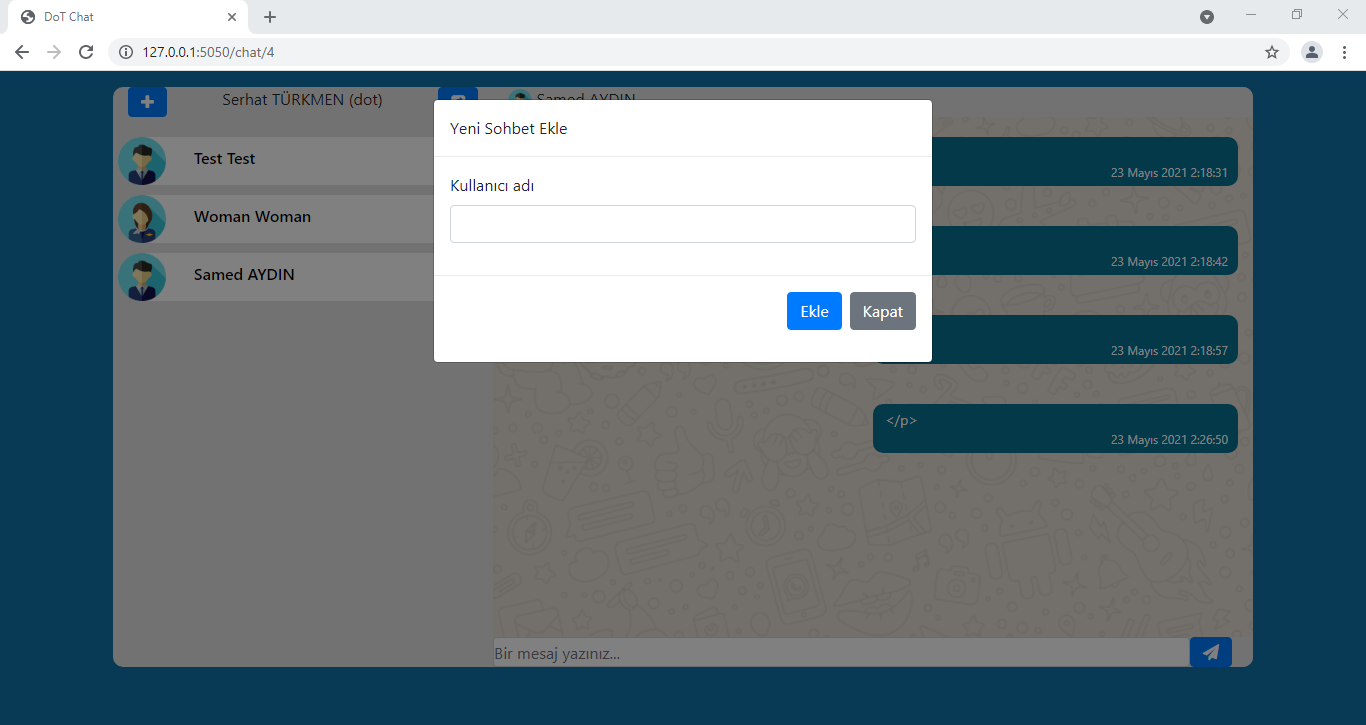 DoT Chat
127.0.0.1:5050/chat/4
Serhat TÜRKMEN (dot)
Samed AYDIN
Test Test
Woman Woman
Samed AYDIN
Yeni Sohbet Ekle
Kullanıcı adı
Ekle
Kapat
23 Mayıs 2021 2:18:31
23 Mayıs 2021 2:18:42
23 Mayıs 2021 2:18:57
</p>
23 Mayıs 2021 2:26:50
Bir mesaj yazınız...